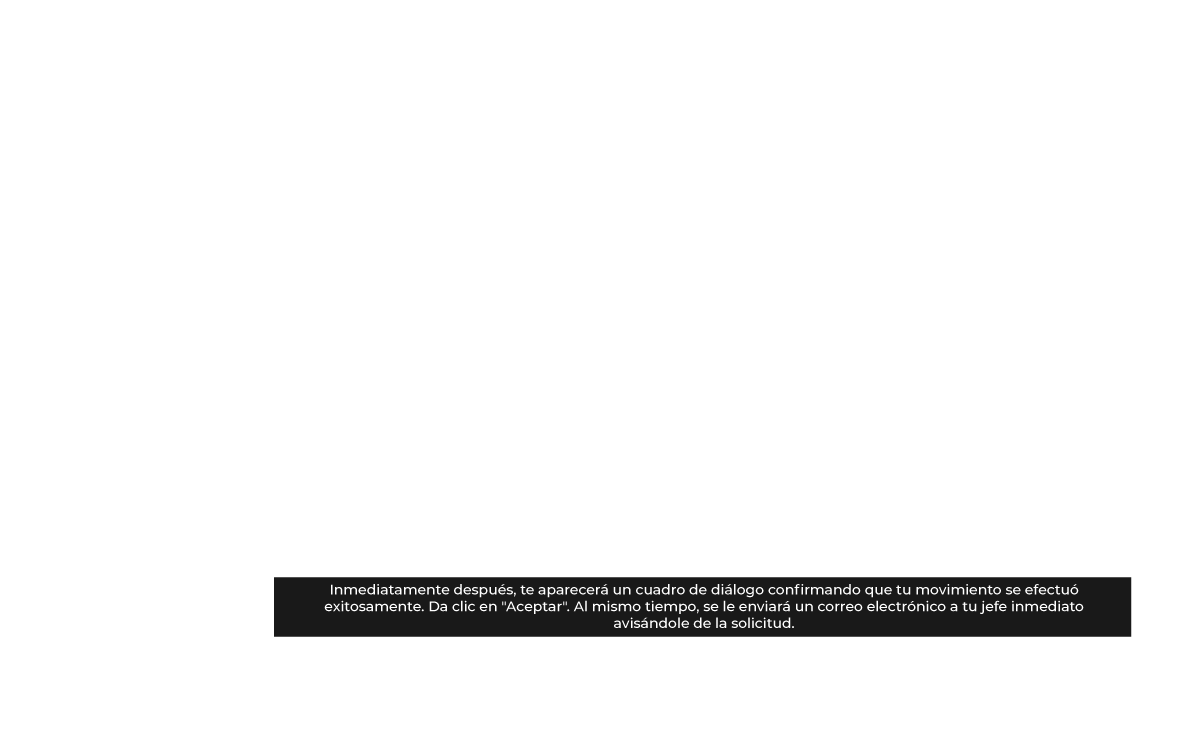 Inmediatamente después, te aparecerá un cuadro de diálogo confirmando que tu movimiento se efectuó
exitosamente. Da clic en "Aceptar". Al mismo tiempo, se le enviará un correo electrónico a tu jefe inmediato
avisándole de la solicitud.